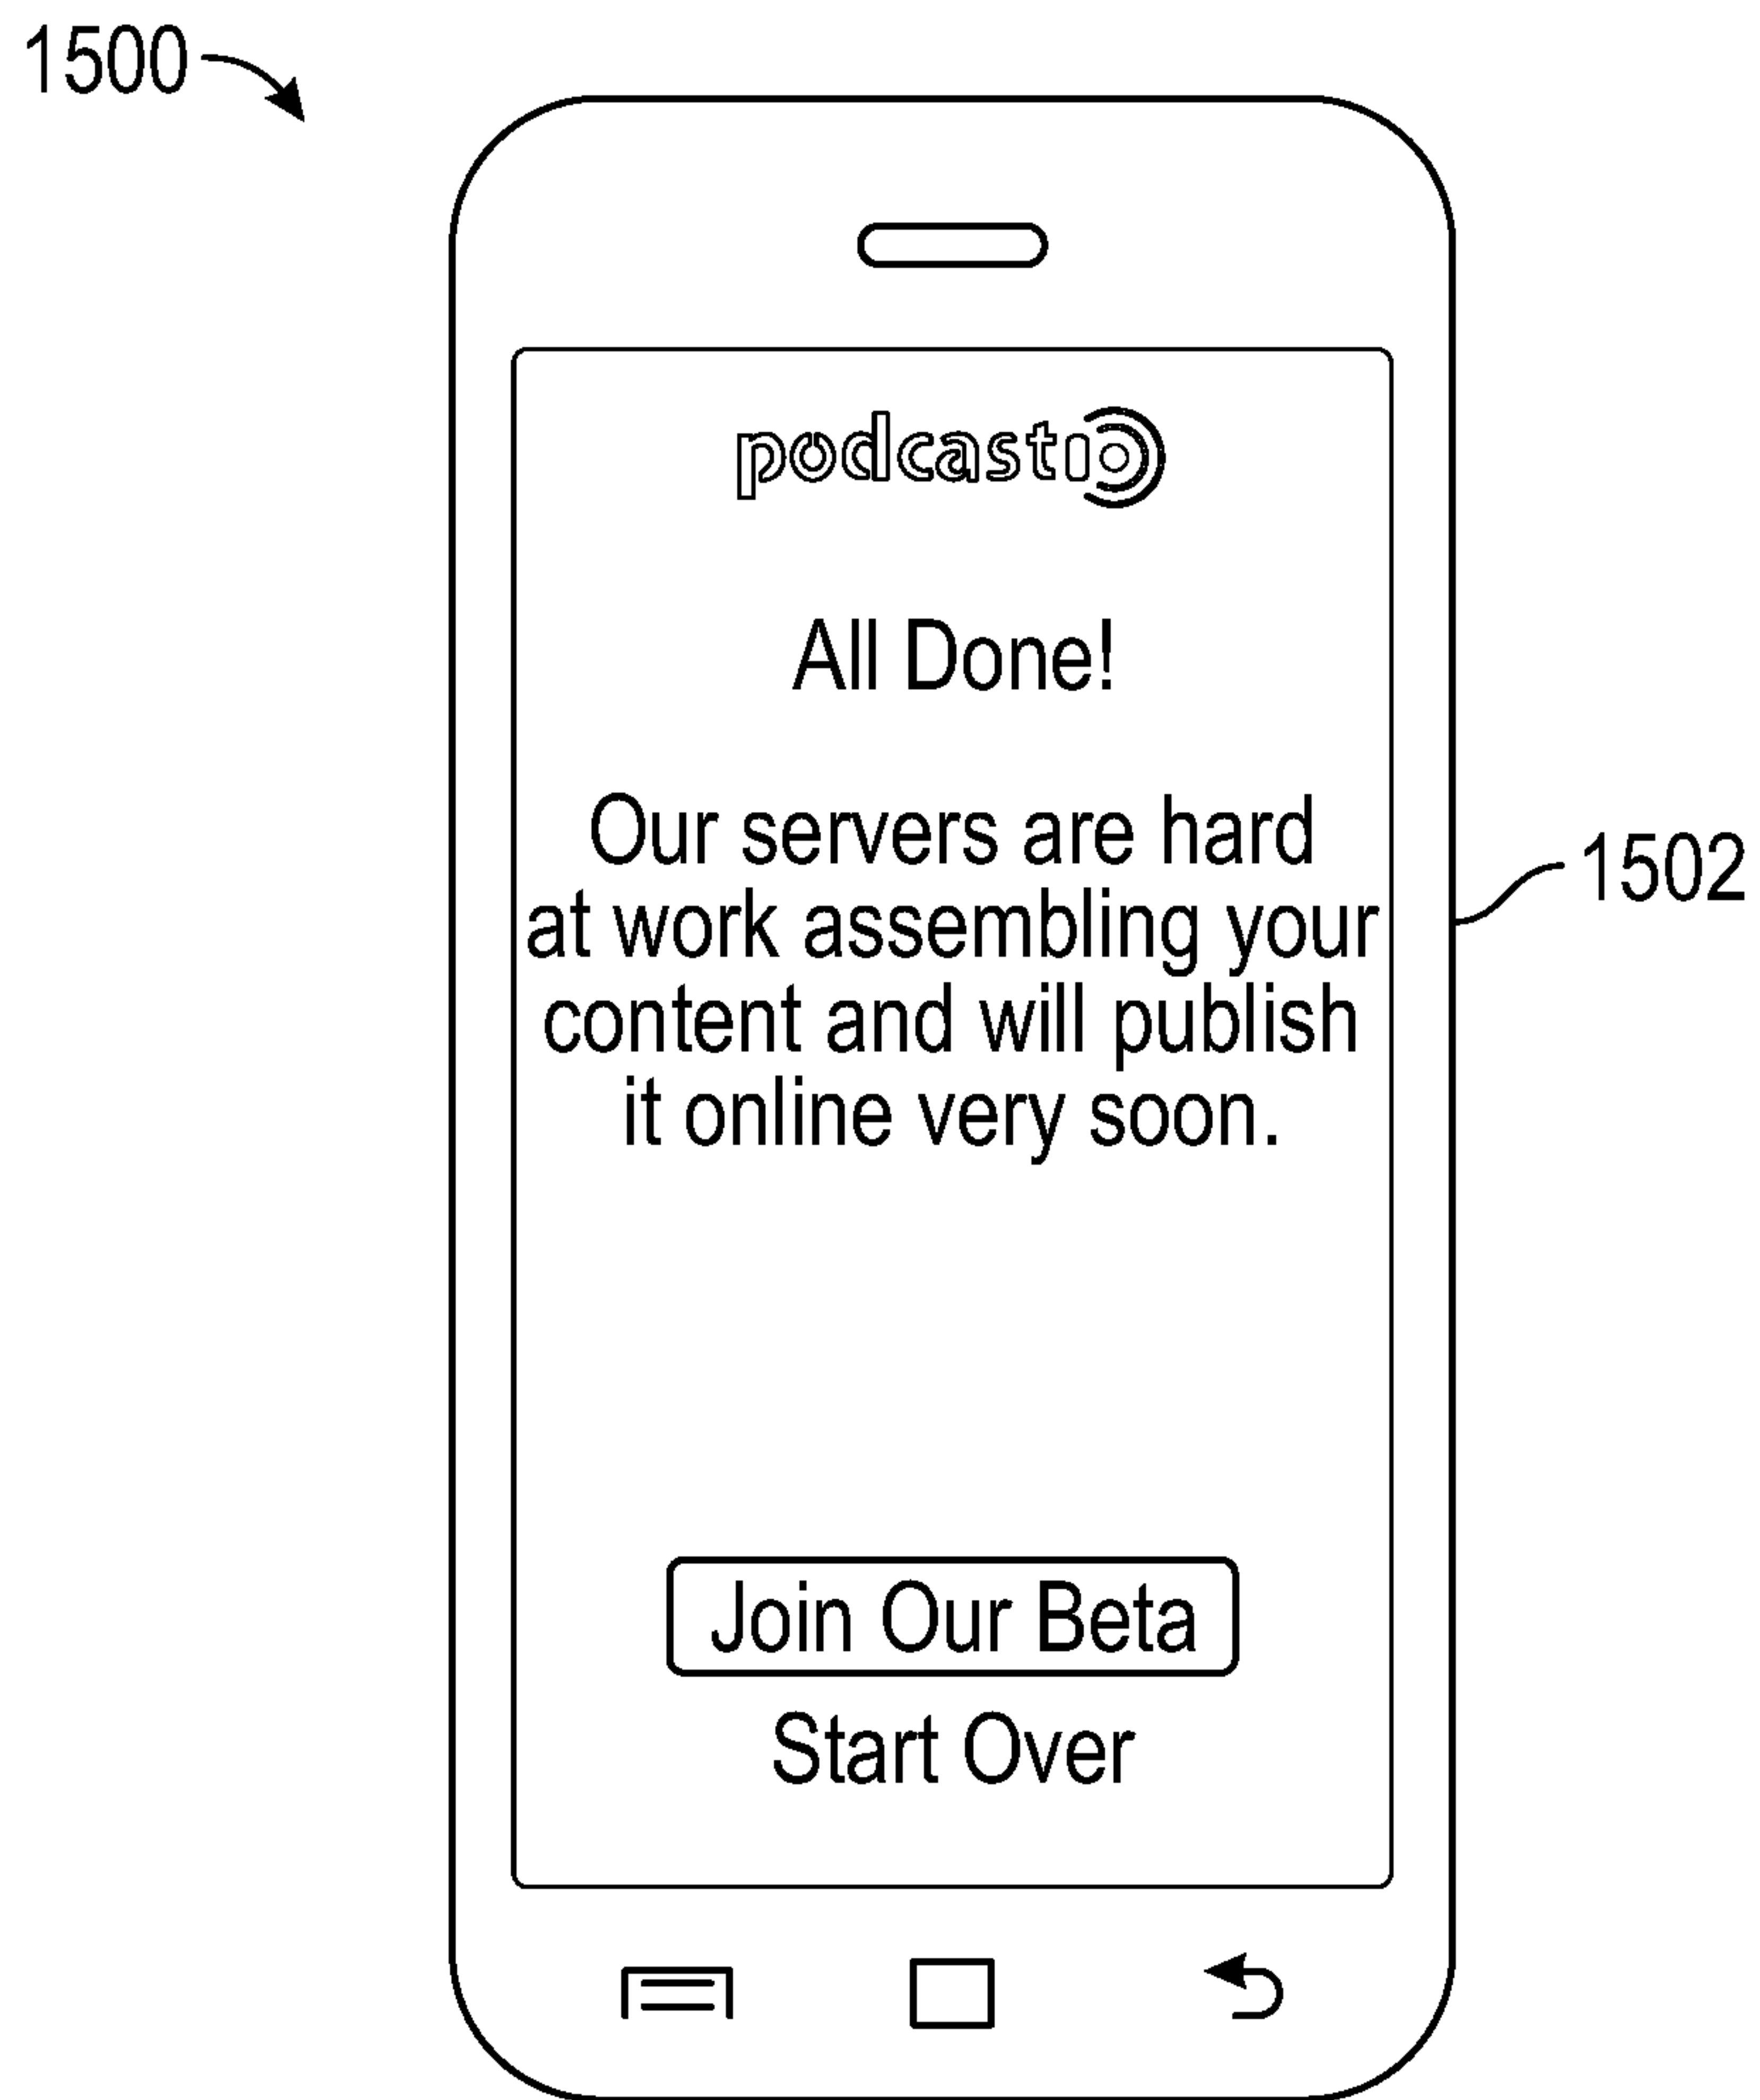 1500
podcastio
All Done!
Our servers are hard
at work assembling your
content and will publish
it online very soon.
1502
Join Our Beta
Start Over